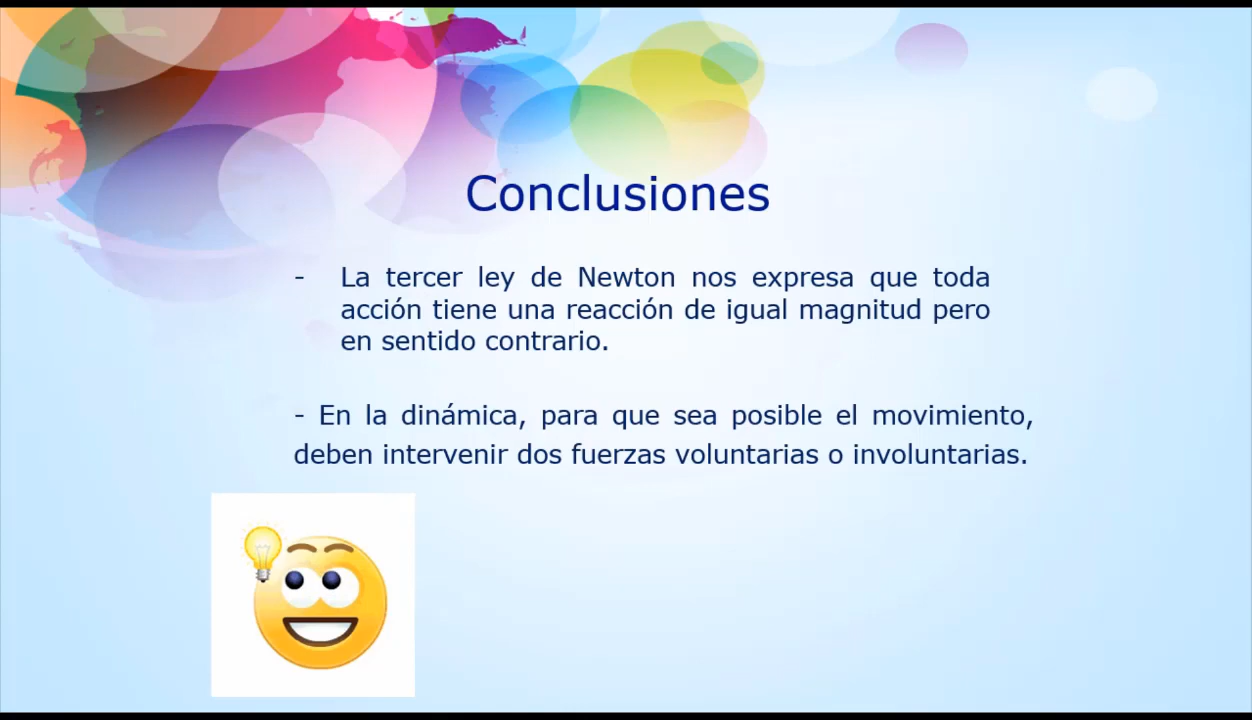 Conclusiones
- La tercer ley de Newton nos expresa que toda
acción tiene una reacción de igual magnitud pero
en sentido contrario.
- En la dinámica, para que sea posible el movimiento,
deben intervenir dos fuerzas voluntarias o involuntarias.